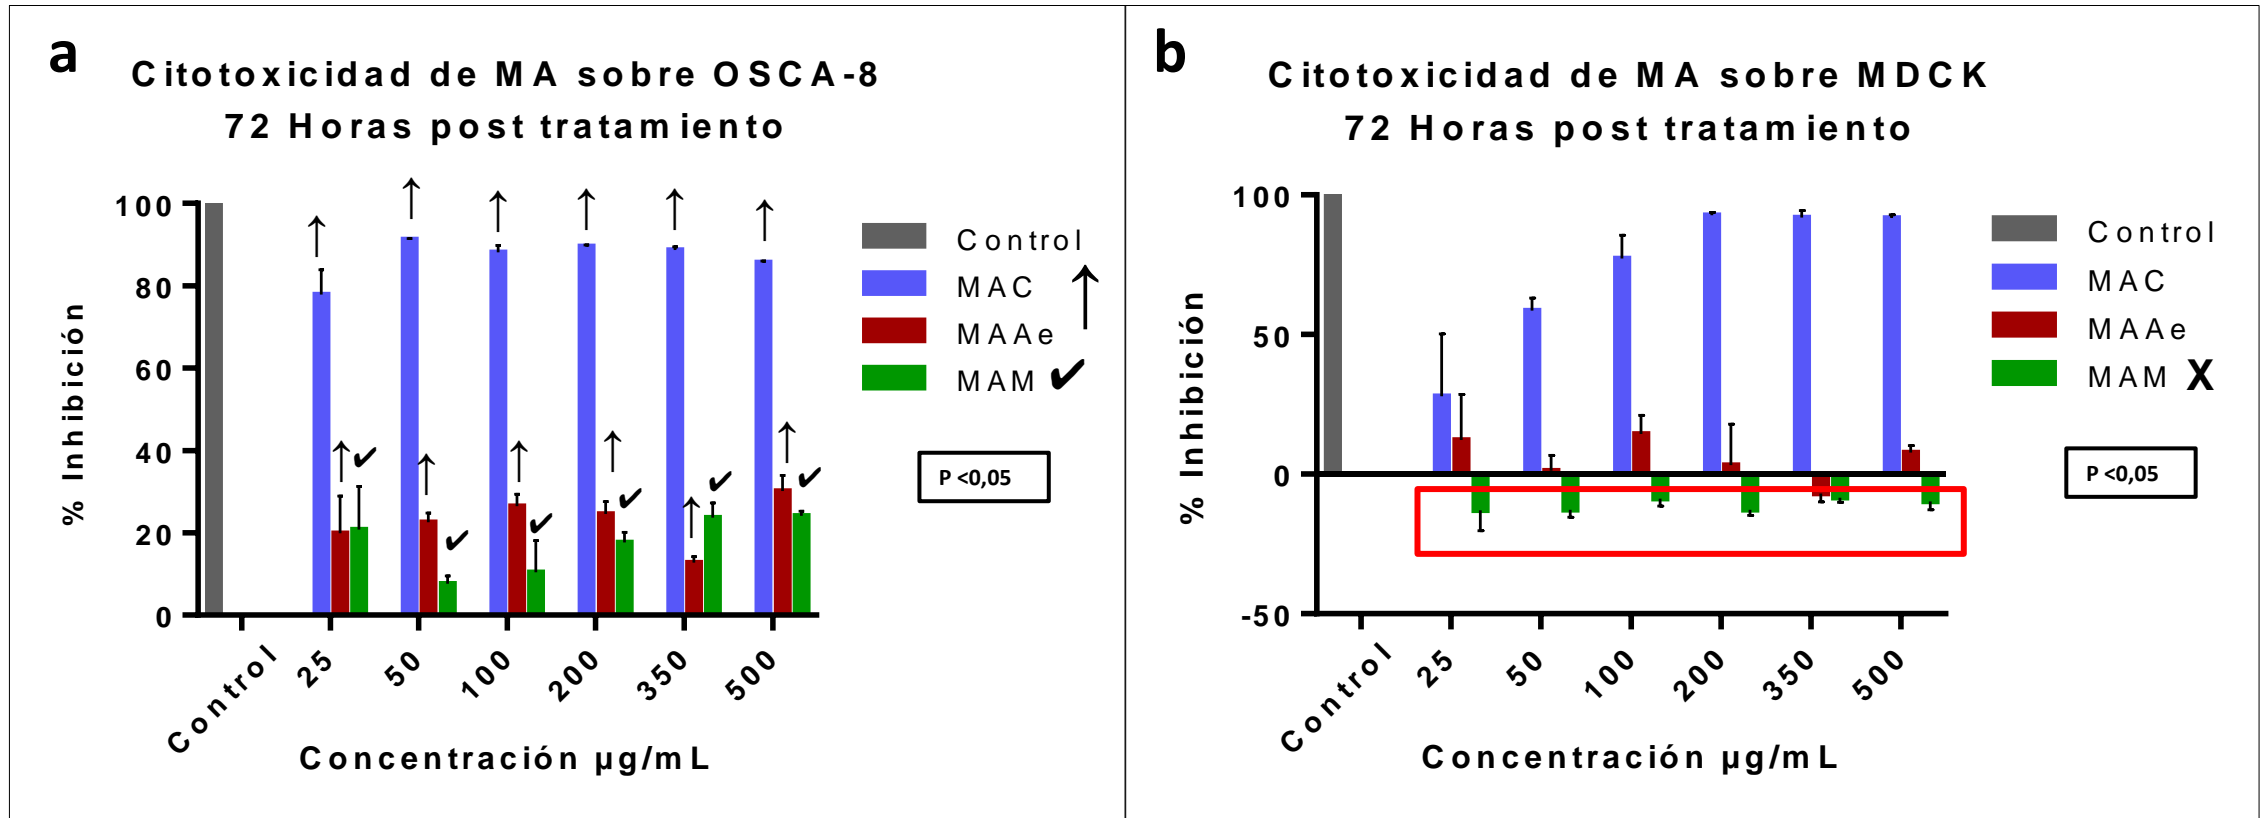 a
Citotoxicidad de MA sobre OSCA-8
72 Horas post tratamiento
% Inhibición
100
80
60
40
20
0
Control
25
50
100
200
350
500
Concentración µg/mL
Control
MAC
MAAe
MAM ✔
↑
P <0,05
b
Citotoxicidad de MA sobre MDCK
72 Horas post tratamiento
% Inhibición
100
50
0
-50
Control
25
50
100
200
350
500
Concentración µg/mL
Control
MAC
MAAe
MAM X
P <0,05